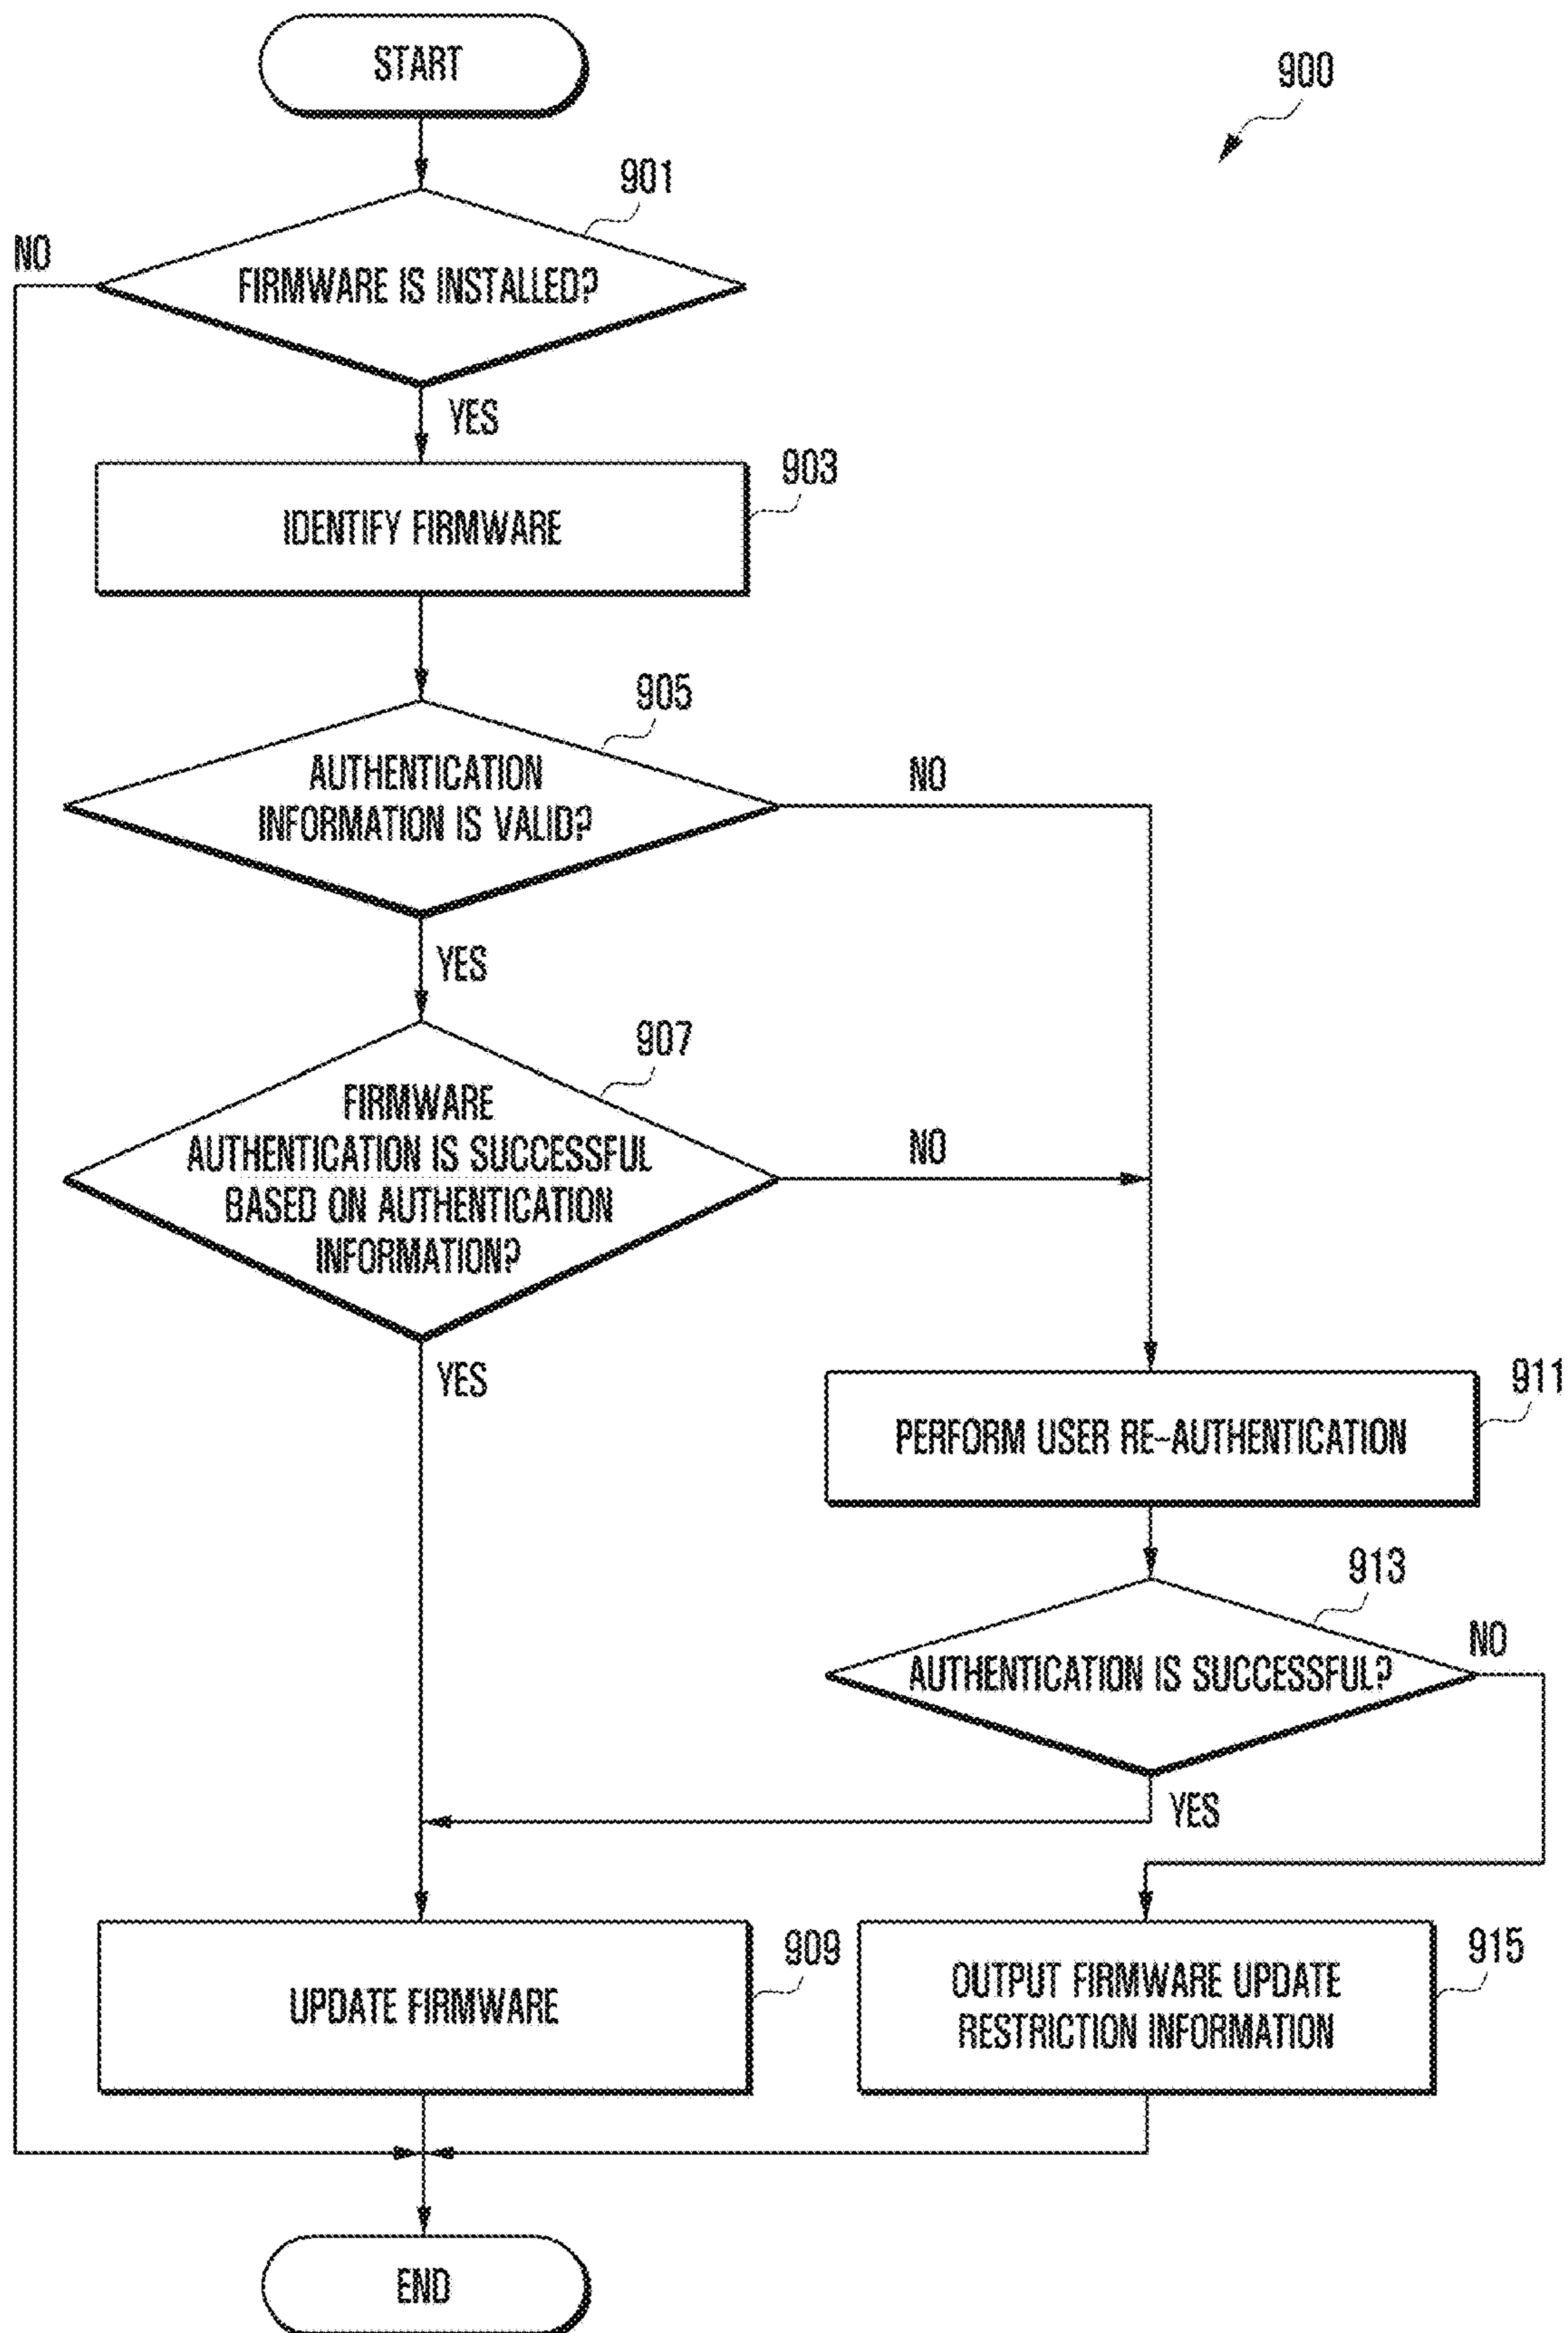 START
900
901
NO
FIRMWARE IS INSTALLED?
YES
903
IDENTIFY FIRMWARE
905
AUTHENTICATION
INFORMATION IS VALID?
NO
YES
907
FIRMWARE
AUTHENTICATION IS SUCCESSFUL
BASED ON AUTHENTICATION
INFORMATION?
NO
YES
911
PERFORM USER RE-AUTHENTICATION
913
NO
AUTHENTICATION IS SUCCESSFUL?
YES
909
UPDATE FIRMWARE
915
OUTPUT FIRMWARE UPDATE
RESTRICTION INFORMATION
END